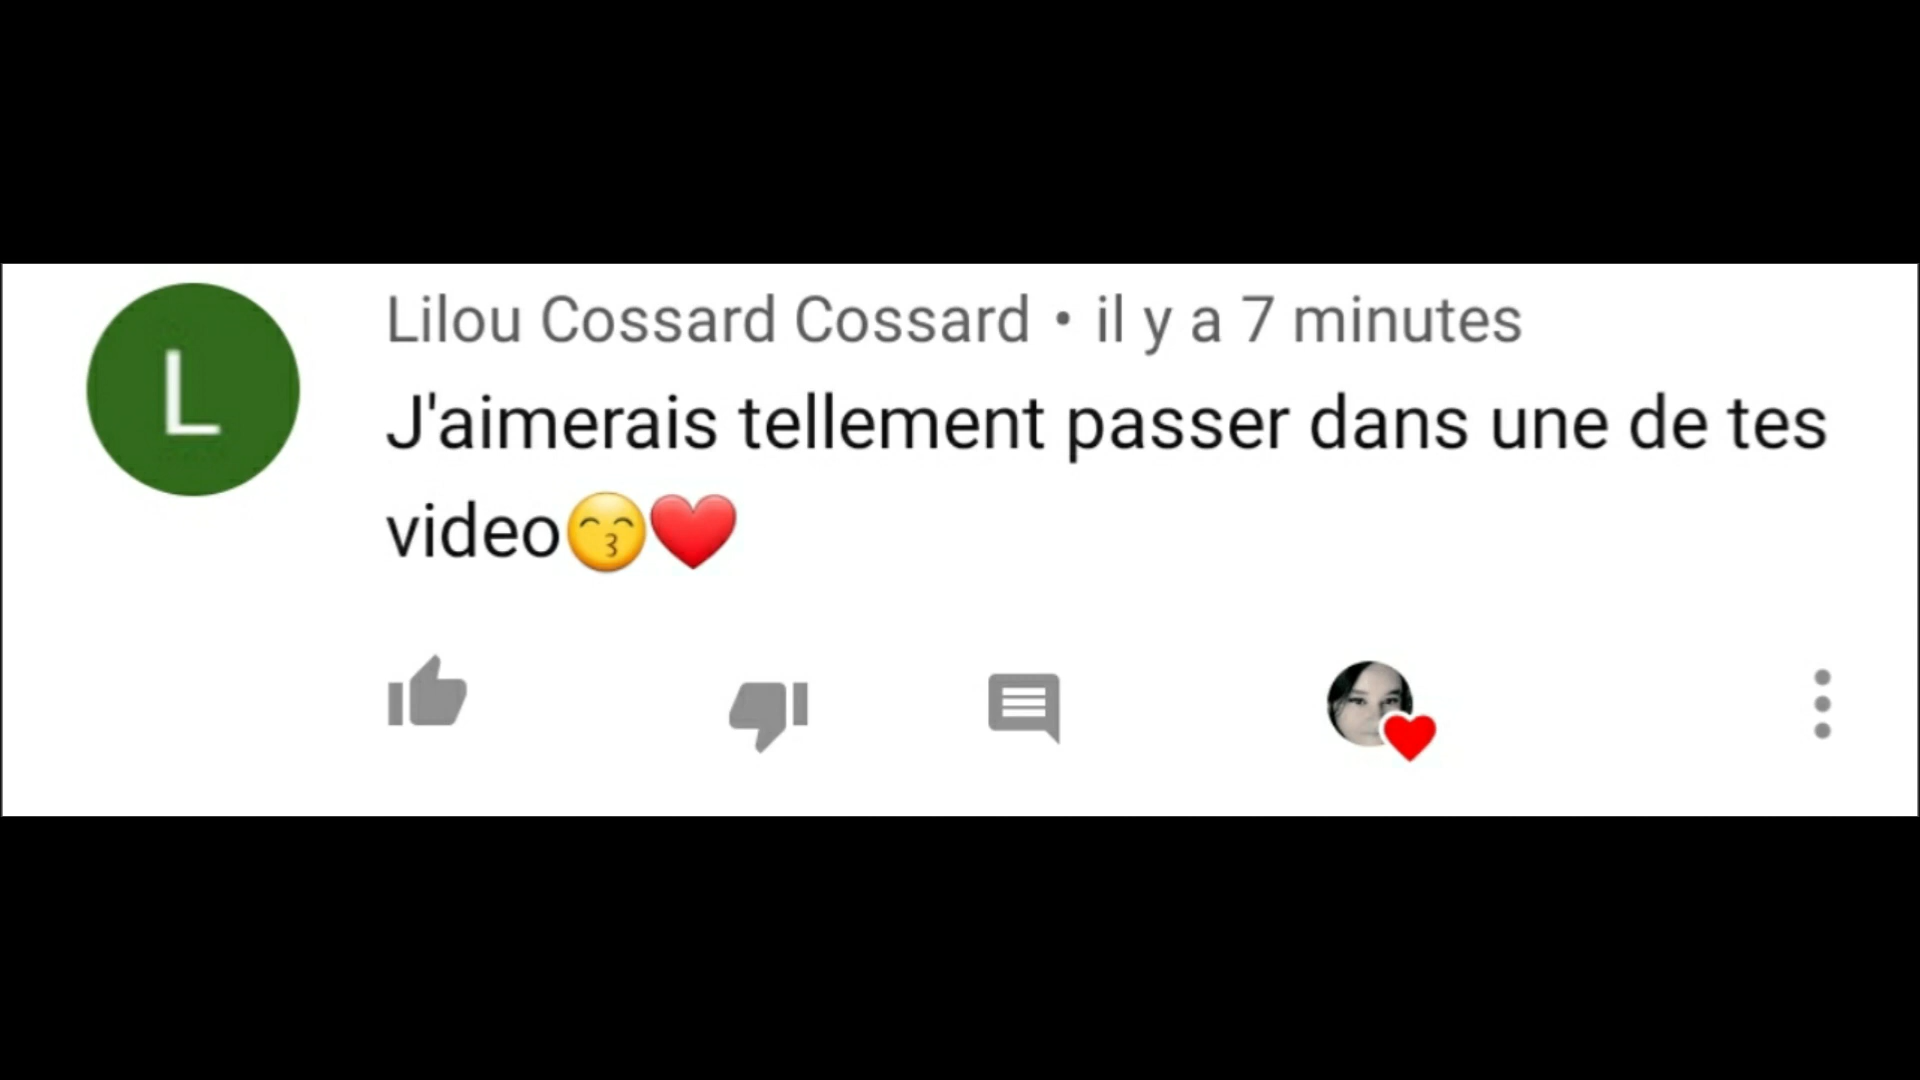 L
Lilou Cossard Cossard • il y a 7 minutes
J'aimerais tellement passer dans une de tes
video😙❤️